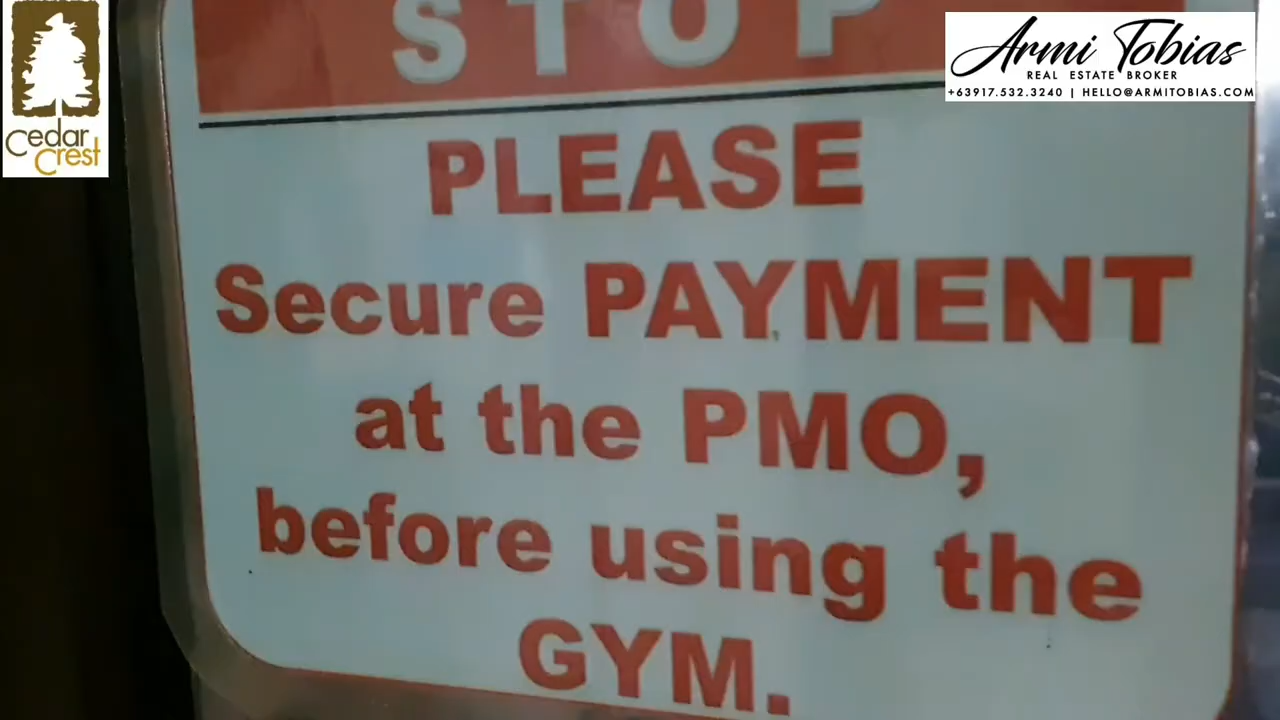 STOP
PLEASE
Secure PAYMENT
at the PMO,
before using the
GYM.
Cedar
Crest
Armi Tobias
REAL ESTATE BROKER
+63917.532.3240 | HELLO@ARMITOBIAS.COM